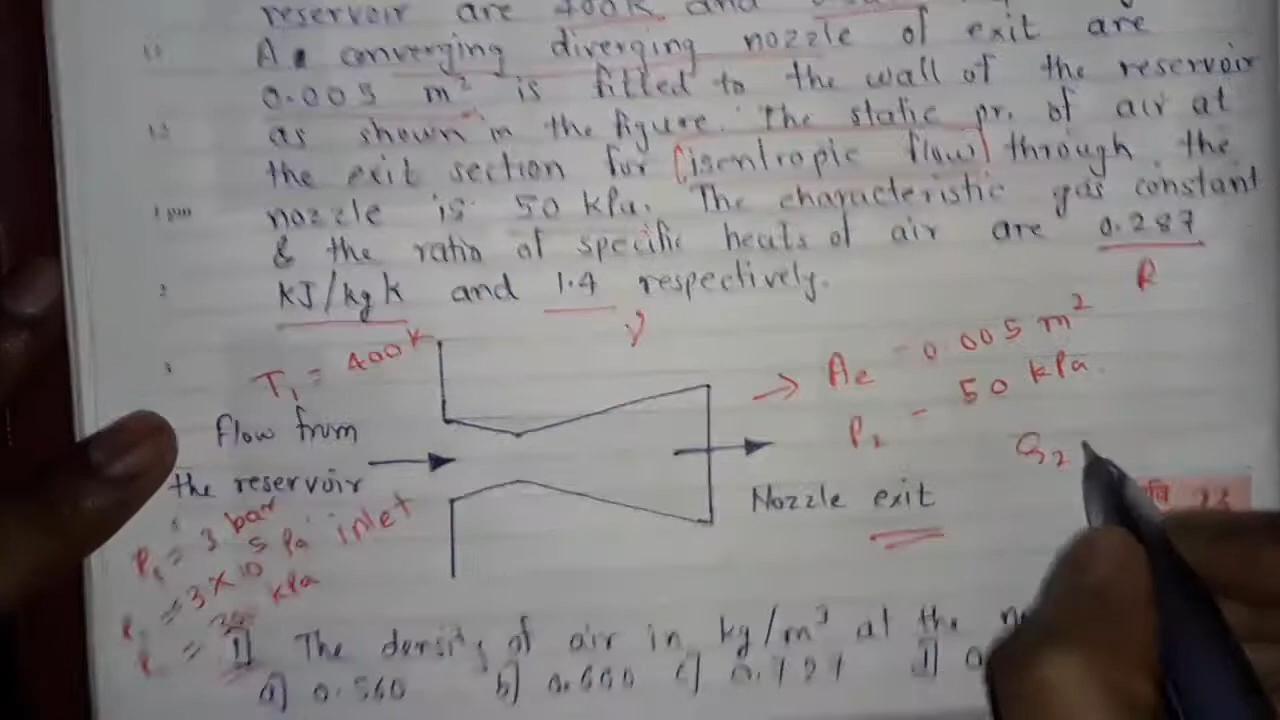 reservoir are 400K and
A converging diverging nozzle of exit are
0.005 m² is fitted to the wall of the reservoir
as shown in the figure. The static pr. of air at
the exit section for (isentropic flow) through the
nozzle is 50 kPa. The characteristic gas constant
& the ratio of specific heats of air are 0.287
KJ/kg K and 1.4 respectively.
R
γ
T₁ = 400K
→ Ae - 0.005 m²
P₂ - 50 kPa.
Flow from
the reservoir
Nozzle exit
P₁ = 3 bar
= 3 × 10⁵ Pa inlet
= kPa
II The density of air in kg/m³ at the
a) 0.560 b) 0.600 c) 0.727 d) 0